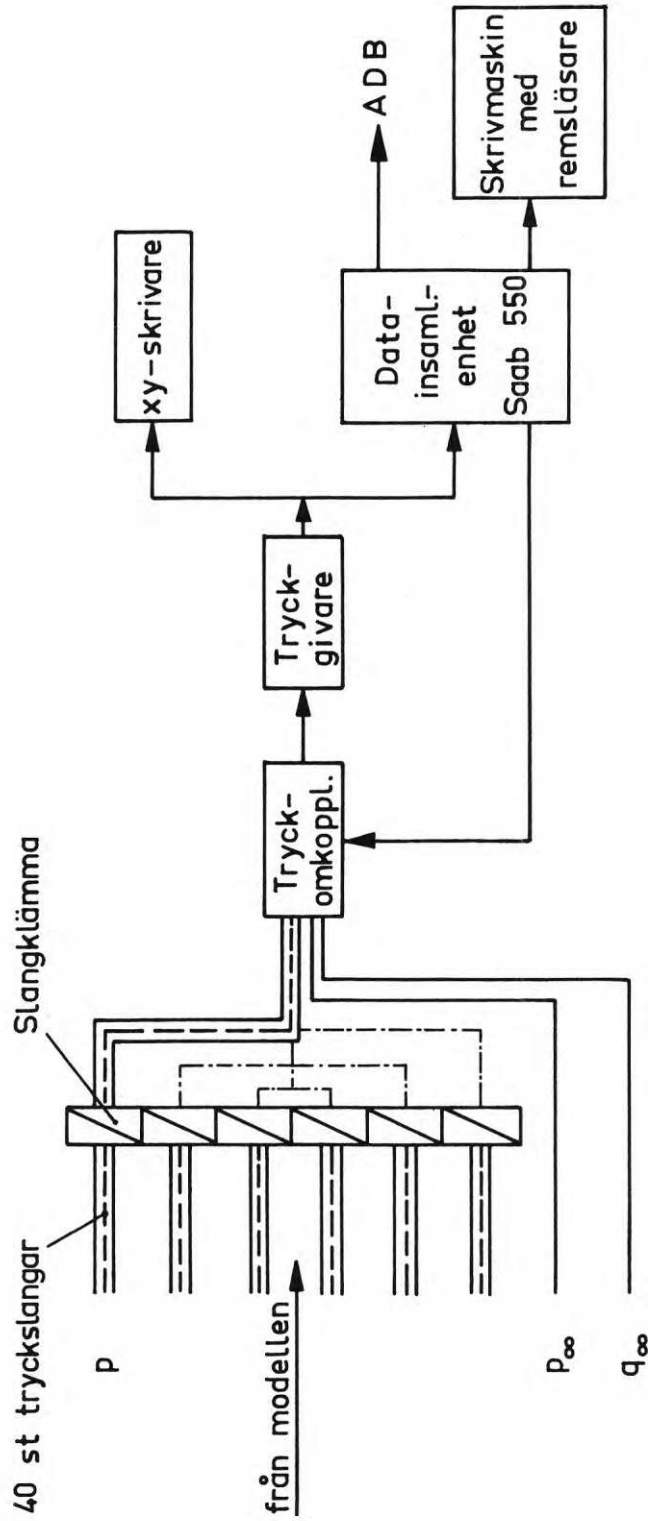 40 st tryckslangar
Slangklämma
p
från modellen
p∞
q∞
Tryck-
omkoppl.
Tryck-
givare
xy-skrivare
Data-
insaml.-
enhet
Saab 550
ADB
Skrivmaskin
med
remsläsare